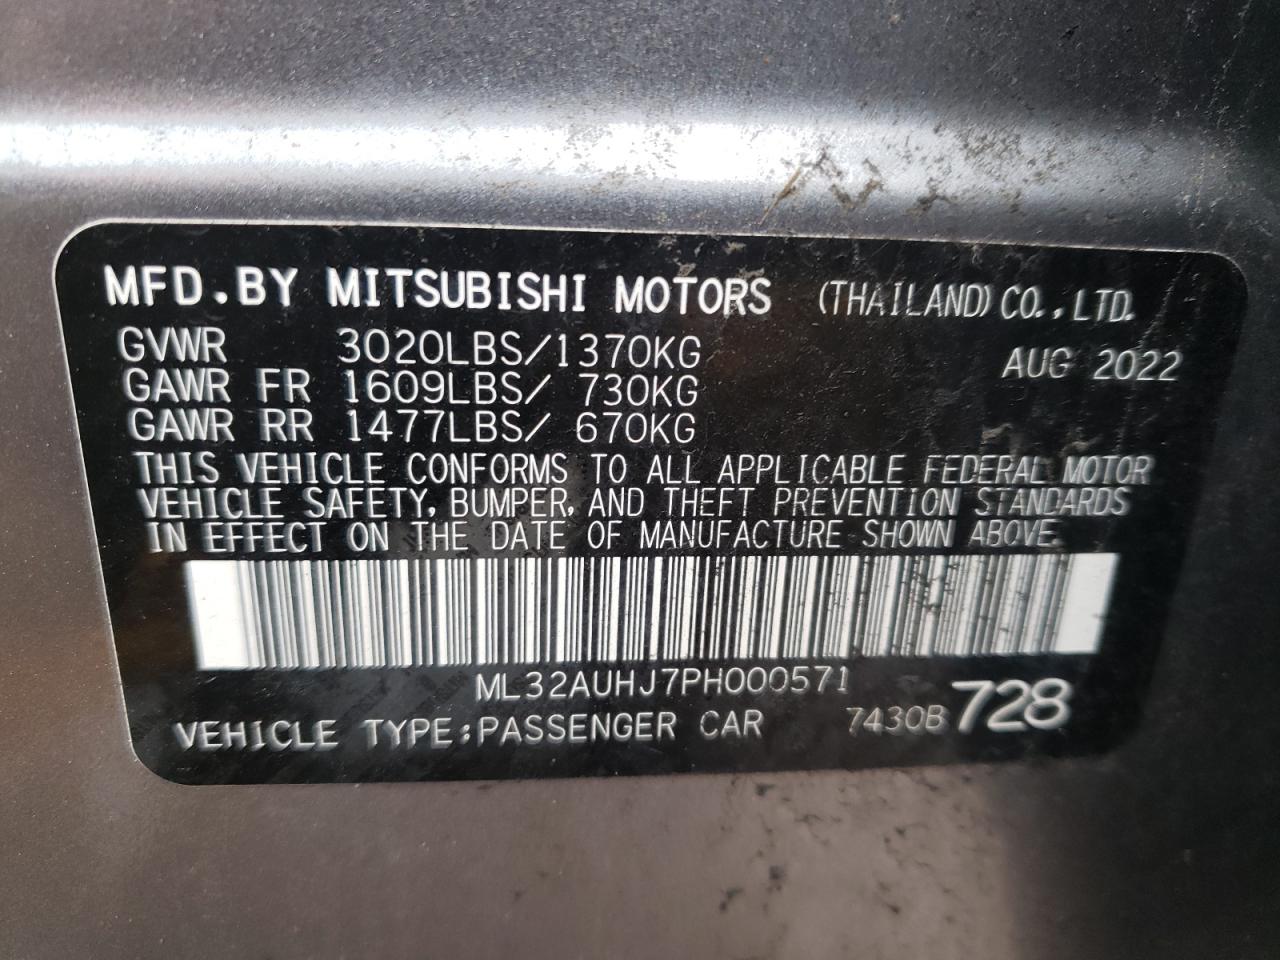 MFD.BY MITSUBISHI MOTORS (THAILAND) CO.,LTD.
GVWR 3020LBS/1370KG AUG 2022
GAWR FR 1609LBS/ 730KG
GAWR RR 1477LBS/ 670KG
THIS VEHICLE CONFORMS TO ALL APPLICABLE FEDERAL MOTOR
VEHICLE SAFETY, BUMPER, AND THEFT PREVENTION STANDARDS
IN EFFECT ON THE DATE OF MANUFACTURE SHOWN ABOVE.
ML32AUHJ7PH000571
VEHICLE TYPE:PASSENGER CAR 7430B 728